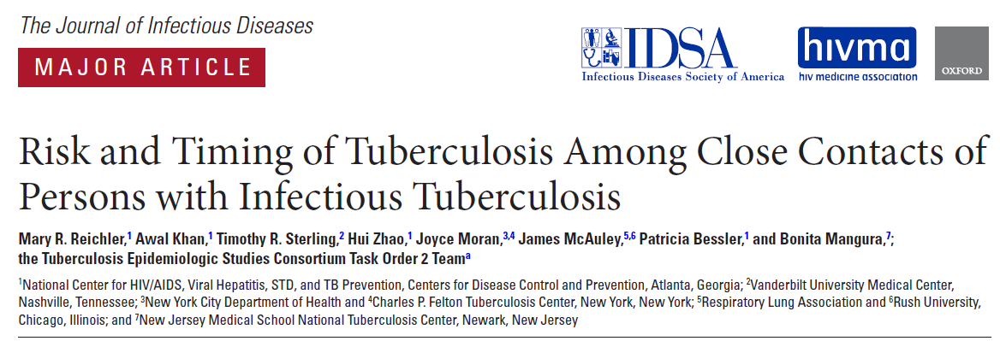 The Journal of Infectious Diseases
MAJOR ARTICLE
IDSA
Infectious Diseases Society of America
hivma
hiv medicine association
OXFORD
Risk and Timing of Tuberculosis Among Close Contacts of
Persons with Infectious Tuberculosis
Mary R. Reichler,1 Awal Khan,1 Timothy R. Sterling,2 Hui Zhao,1 Joyce Moran,3,4 James McAuley,5,6 Patricia Bessler,1 and Bonita Mangura,7;
the Tuberculosis Epidemiologic Studies Consortium Task Order 2 Teama
1National Center for HIV/AIDS, Viral Hepatitis, STD, and TB Prevention, Centers for Disease Control and Prevention, Atlanta, Georgia; 2Vanderbilt University Medical Center,
Nashville, Tennessee; 3New York City Department of Health and 4Charles P. Felton Tuberculosis Center, New York, New York; 5Respiratory Lung Association and 6Rush University,
Chicago, Illinois; and 7New Jersey Medical School National Tuberculosis Center, Newark, New Jersey